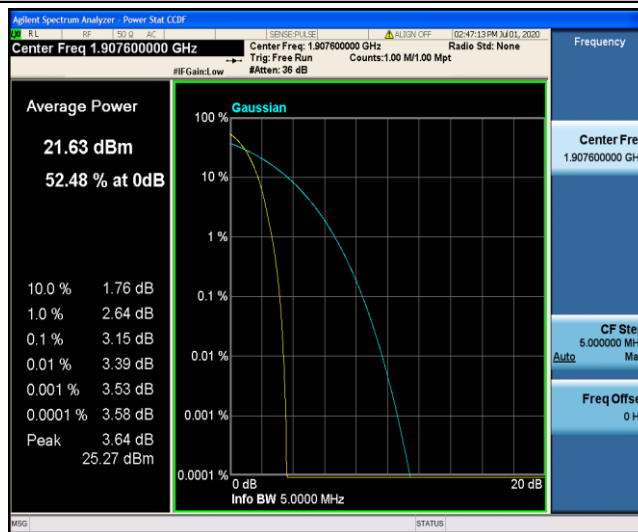 Agilent Spectrum Analyzer - Power Stat CCDF
RL RF 50 Ω AC SENSE:PULSE ALIGN OFF 02:47:13 PM Jul 01, 2020
Center Freq 1.907600000 GHz
Center Freq: 1.907600000 GHz Radio Std: None
Trig: Free Run Counts:1.00 M/1.00 Mpt
#IFGain:Low #Atten: 36 dB
Frequency
Average Power
21.63 dBm
52.48 % at 0dB
10.0 % 1.76 dB
1.0 % 2.64 dB
0.1 % 3.15 dB
0.01 % 3.39 dB
0.001 % 3.53 dB
0.0001 % 3.58 dB
Peak 3.64 dB
25.27 dBm
Gaussian
100 %
10 %
1 %
0.1 %
0.01 %
0.001 %
0.0001 %
0 dB 20 dB
Info BW 5.0000 MHz
Center Fre
1.907600000 GH
CF Ste
5.000000 MH
Auto Ma
Freq Offse
0 H
MSG STATUS